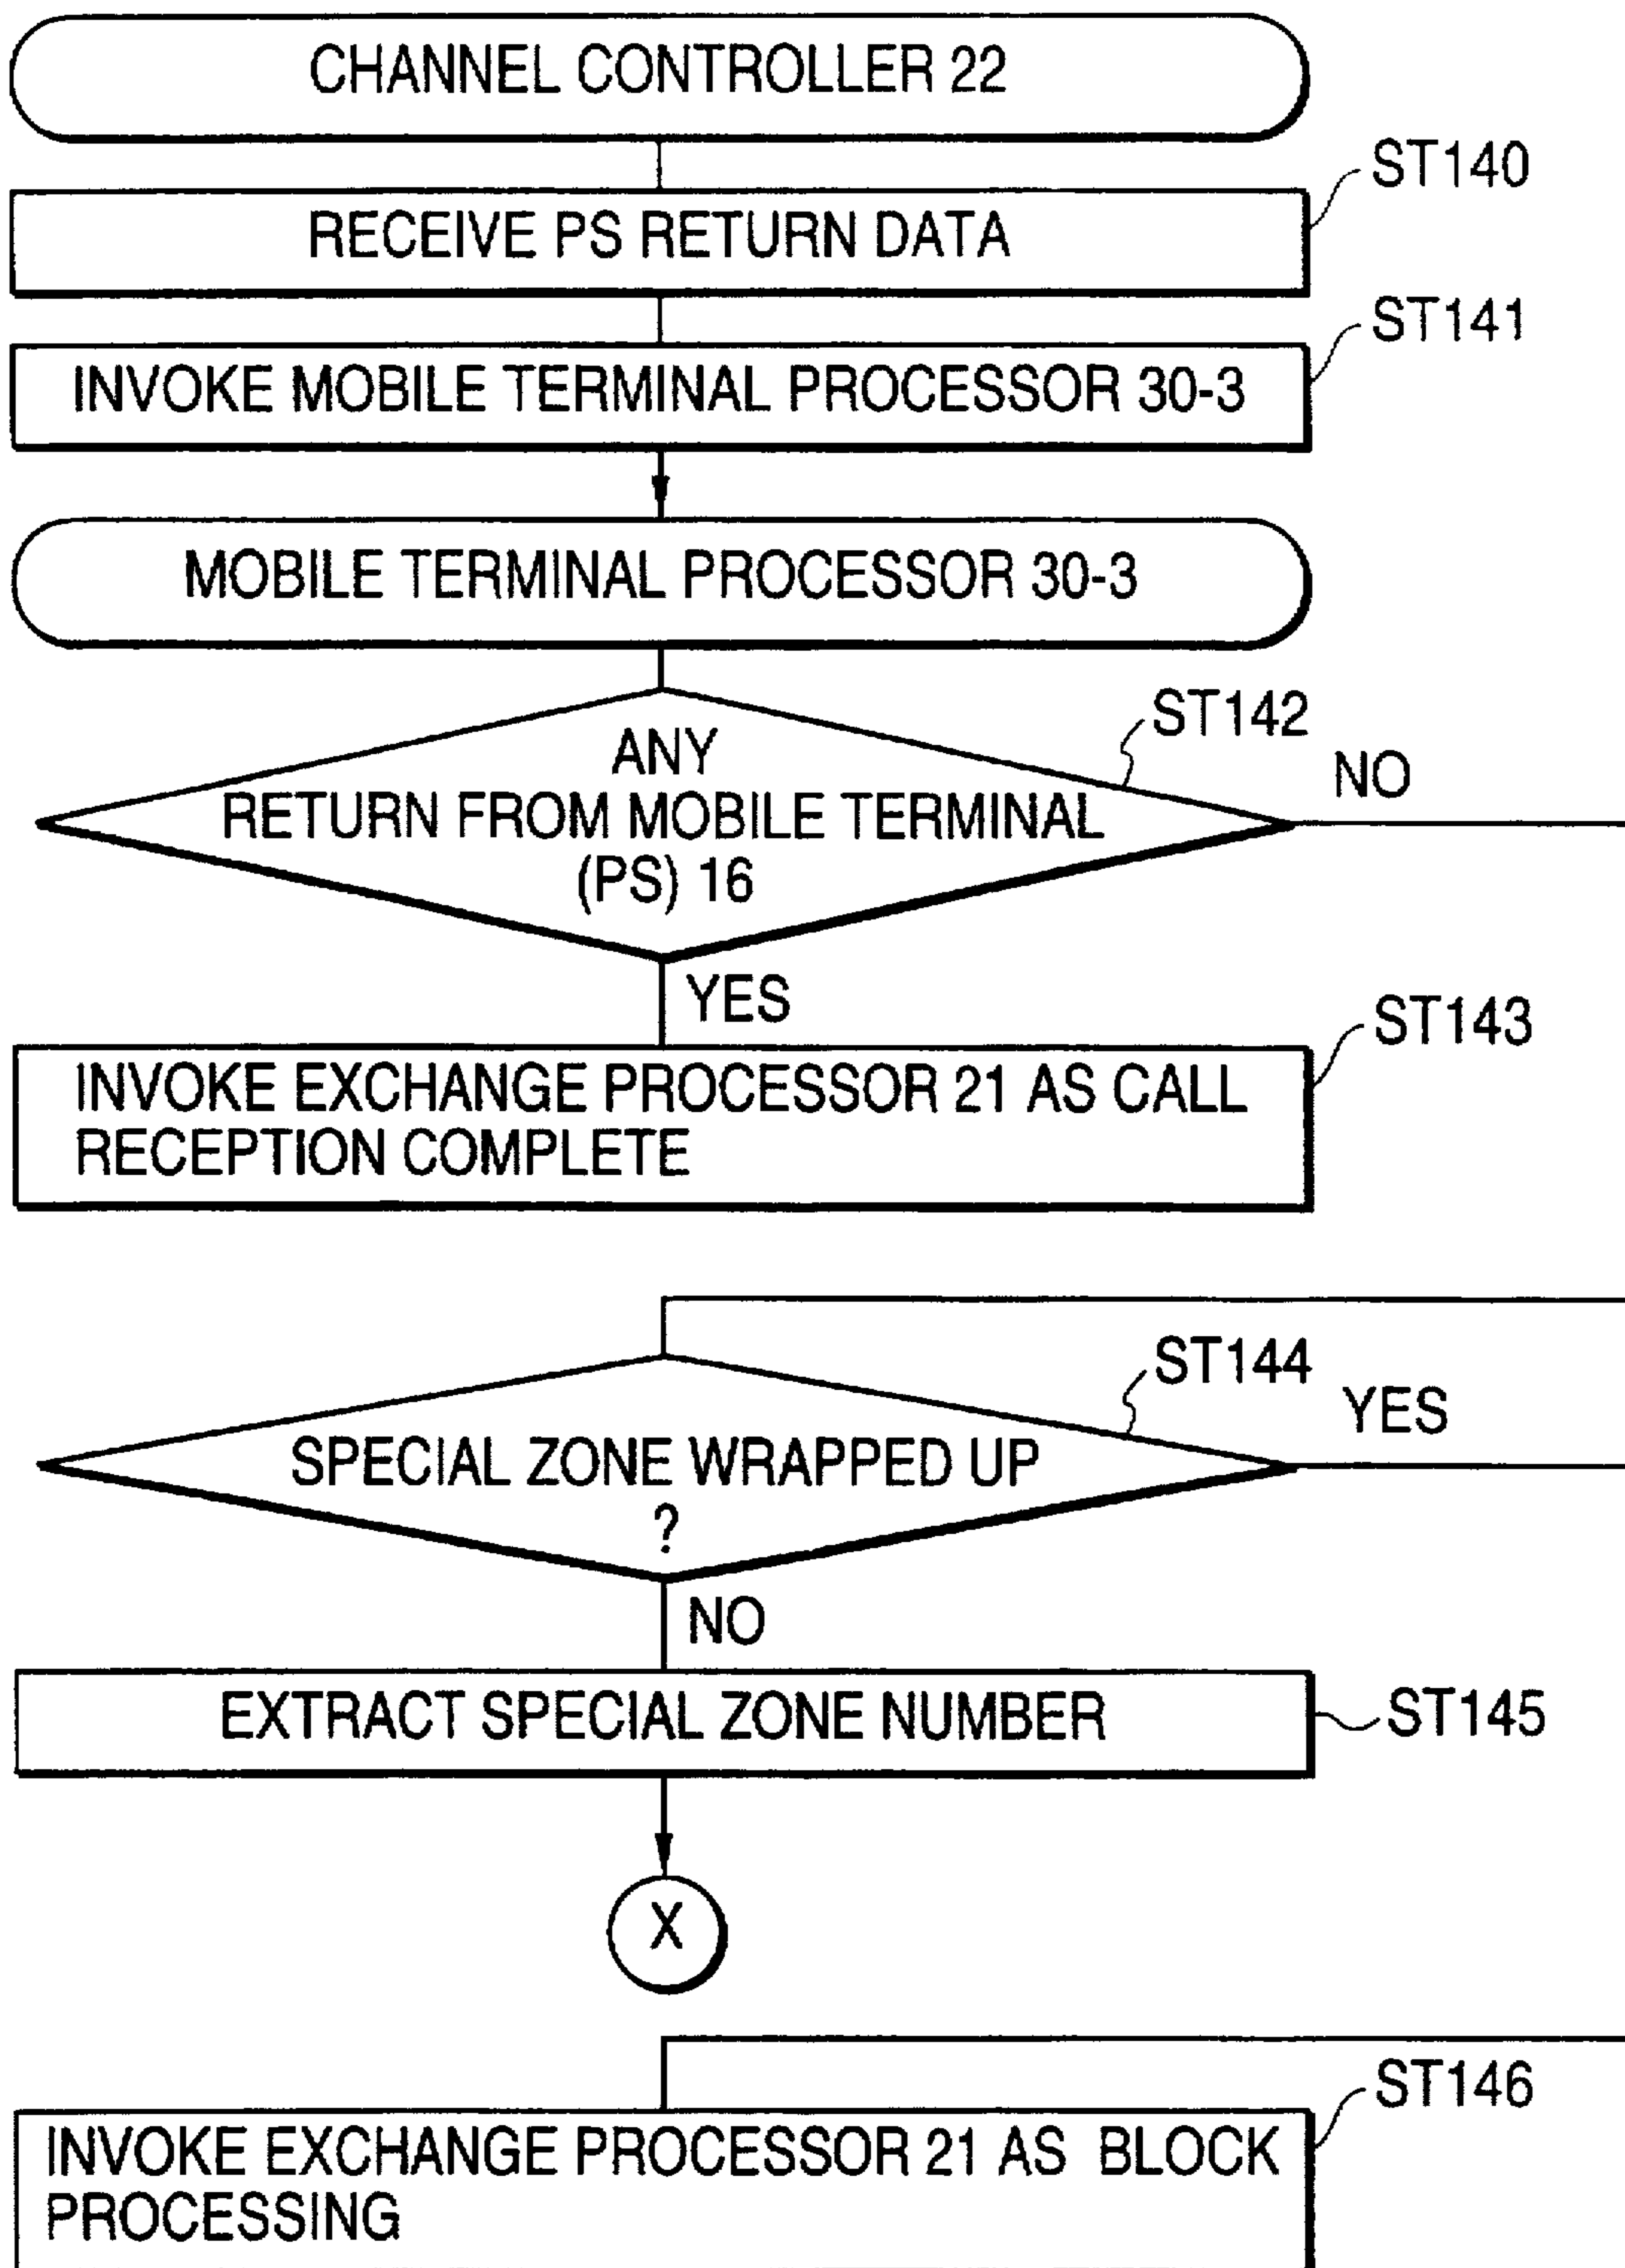 CHANNEL CONTROLLER 22
ST140
RECEIVE PS RETURN DATA
ST141
INVOKE MOBILE TERMINAL PROCESSOR 30-3
MOBILE TERMINAL PROCESSOR 30-3
ST142
NO
ANY
RETURN FROM MOBILE TERMINAL
(PS) 16
YES
ST143
INVOKE EXCHANGE PROCESSOR 21 AS CALL
RECEPTION COMPLETE
ST144
YES
SPECIAL ZONE WRAPPED UP
?
NO
EXTRACT SPECIAL ZONE NUMBER
ST145
X
ST146
INVOKE EXCHANGE PROCESSOR 21 AS BLOCK
PROCESSING